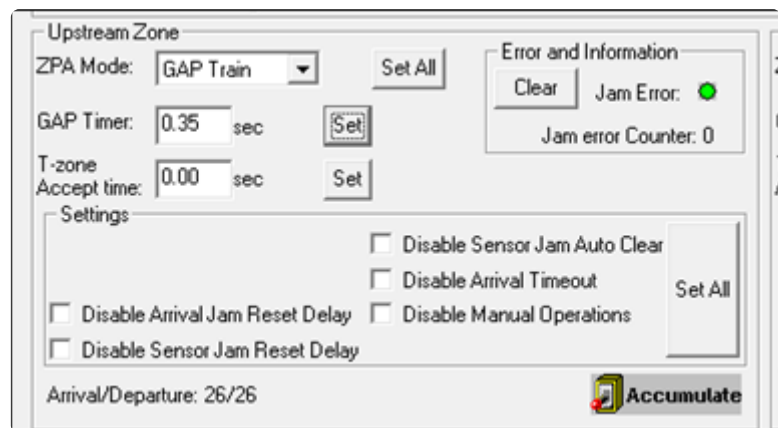 Upstream Zone
ZPA Mode: GAP Train Set All
Error and Information
Clear Jam Error:
GAP Timer: 0.35 sec Set
Jam error Counter: 0
T-zone
Accept time: 0.00 sec Set
Settings
Disable Sensor Jam Auto Clear
Disable Arrival Timeout
Set All
Disable Arrival Jam Reset Delay Disable Manual Operations
Disable Sensor Jam Reset Delay
Arrival/Departure: 26/26 Accumulate